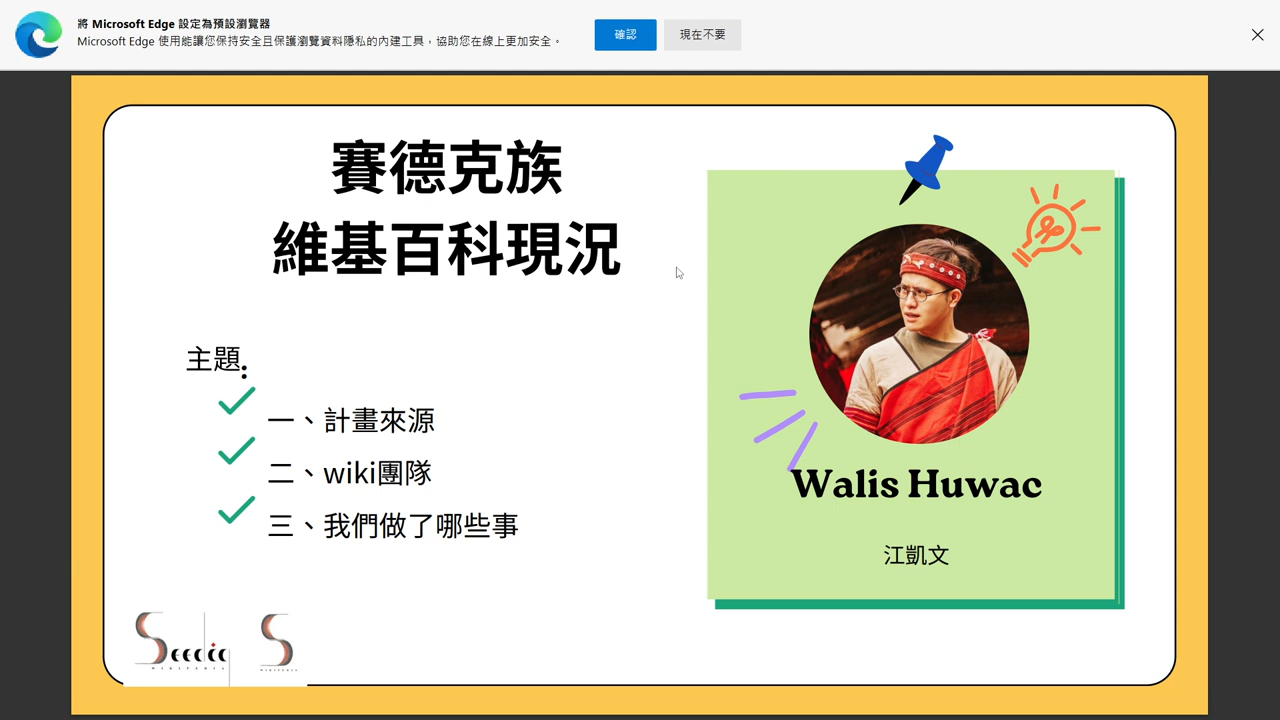 將 Microsoft Edge 設定為預設瀏覽器
Microsoft Edge 使用能讓您保持安全且保護瀏覽資料隱私的內建工具，協助您在線上更加安全。
確認
現在不要
賽德克族
維基百科現況
主題:
一、計畫來源
二、wiki團隊
三、我們做了哪些事
Walis Huwac
江凱文
Seediq
WIKIPEDIA
S
WIKIPEDIA